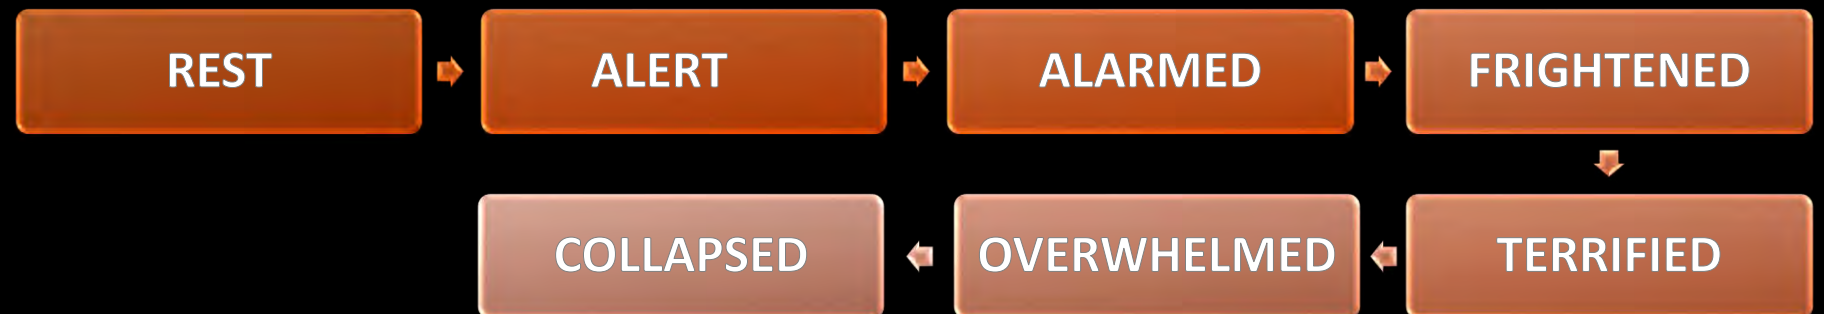 REST
ALERT
ALARMED
FRIGHTENED
TERRIFIED
OVERWHELMED
COLLAPSED